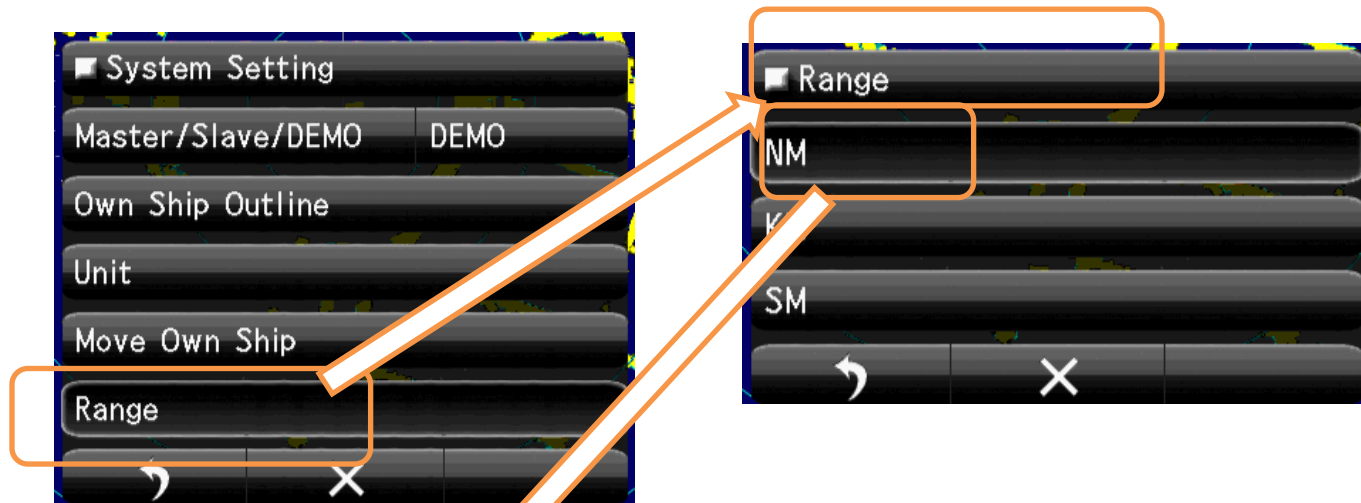 System Setting
Master/Slave/DEMO DEMO
Own Ship Outline
Unit
Move Own Ship
Range
Range
NM
SM